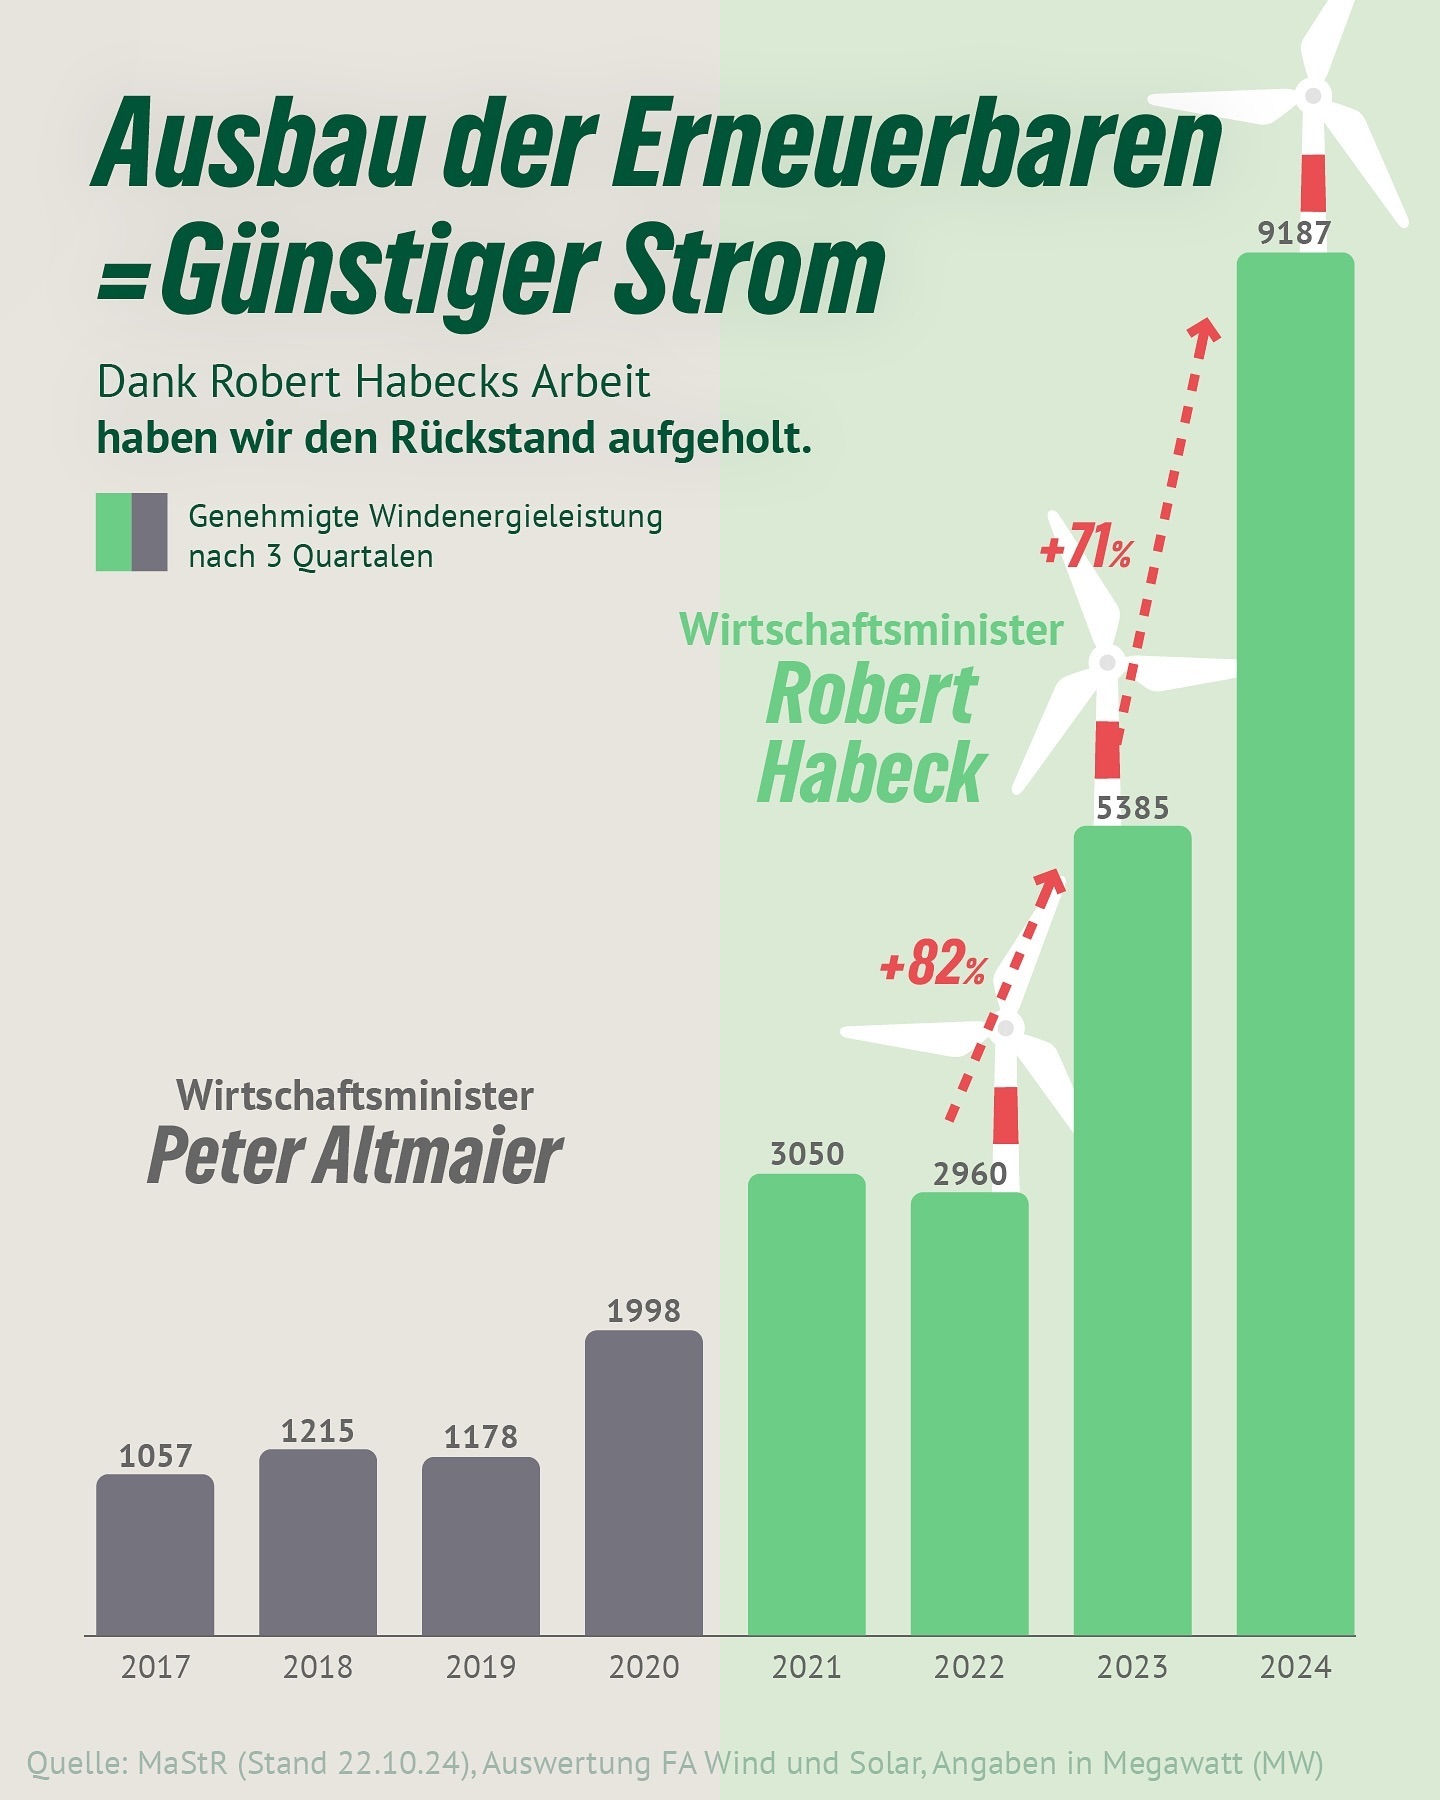 Ausbau der Erneuerbaren
= Günstiger Strom
Dank Robert Habecks Arbeit
haben wir den Rückstand aufgeholt.
Genehmigte Windenergieleistung
nach 3 Quartalen
9187
+71%
Wirtschaftsminister
Robert
Habeck
5385
+82%
Wirtschaftsminister
Peter Altmaier
3050
2960
1998
1215
1178
1057
2017 2018 2019 2020 2021 2022 2023 2024
Quelle: MaStR (Stand 22.10.24), Auswertung FA Wind und Solar, Angaben in Megawatt (MW)